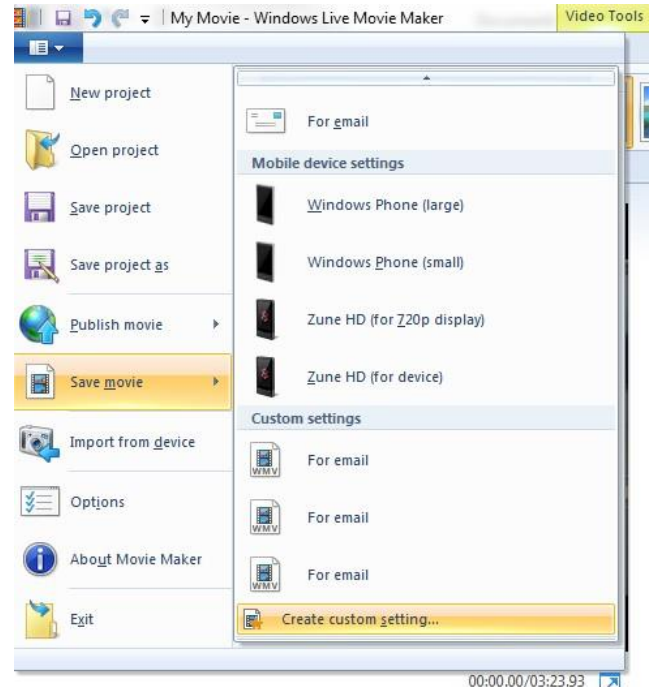 My Movie - Windows Live Movie Maker
Video Tools
New project
Open project
Save project
Save project as
Publish movie
Save movie
Import from device
Options
About Movie Maker
Exit
For email
Mobile device settings
Windows Phone (large)
Windows Phone (small)
Zune HD (for 720p display)
Zune HD (for device)
Custom settings
WMV
For email
WMV
For email
WMV
For email
Create custom setting...
00:00.00/03:23.93